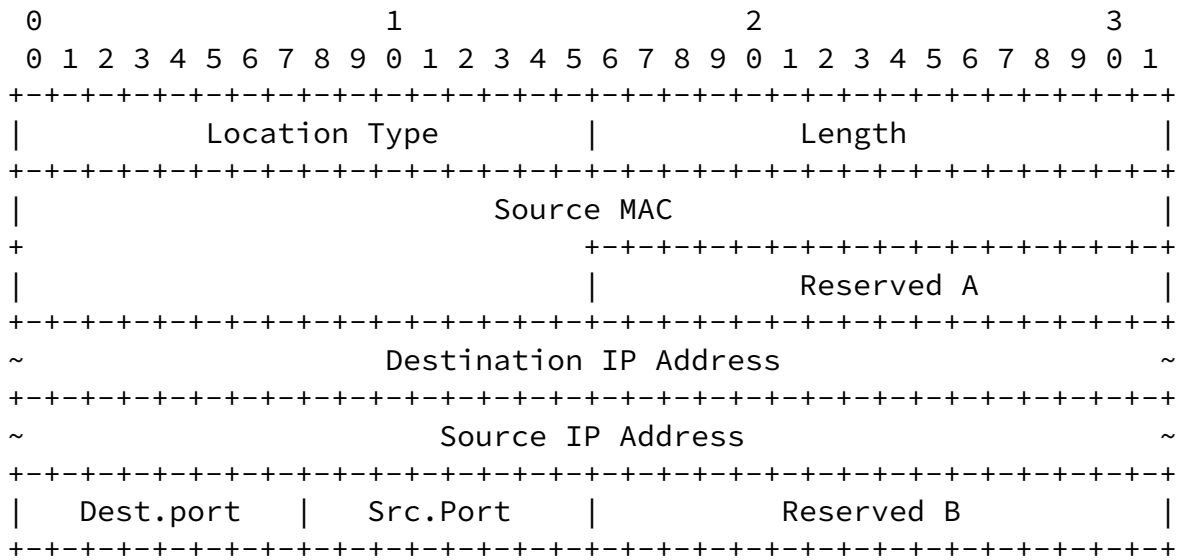 0                   1                   2                   3
 0 1 2 3 4 5 6 7 8 9 0 1 2 3 4 5 6 7 8 9 0 1 2 3 4 5 6 7 8 9 0 1
+-+-+-+-+-+-+-+-+-+-+-+-+-+-+-+-+-+-+-+-+-+-+-+-+-+-+-+-+-+-+-+-+
|          Location Type        |           Length              |
+-+-+-+-+-+-+-+-+-+-+-+-+-+-+-+-+-+-+-+-+-+-+-+-+-+-+-+-+-+-+-+-+
|                          Source MAC                           |
+                               +-+-+-+-+-+-+-+-+-+-+-+-+-+-+-+-+
|                               |           Reserved A          |
+-+-+-+-+-+-+-+-+-+-+-+-+-+-+-+-+-+-+-+-+-+-+-+-+-+-+-+-+-+-+-+-+
~                    Destination IP Address                     ~
+-+-+-+-+-+-+-+-+-+-+-+-+-+-+-+-+-+-+-+-+-+-+-+-+-+-+-+-+-+-+-+-+
~                       Source IP Address                       ~
+-+-+-+-+-+-+-+-+-+-+-+-+-+-+-+-+-+-+-+-+-+-+-+-+-+-+-+-+-+-+-+-+
|   Dest.port   |   Src.Port    |          Reserved B           |
+-+-+-+-+-+-+-+-+-+-+-+-+-+-+-+-+-+-+-+-+-+-+-+-+-+-+-+-+-+-+-+-+